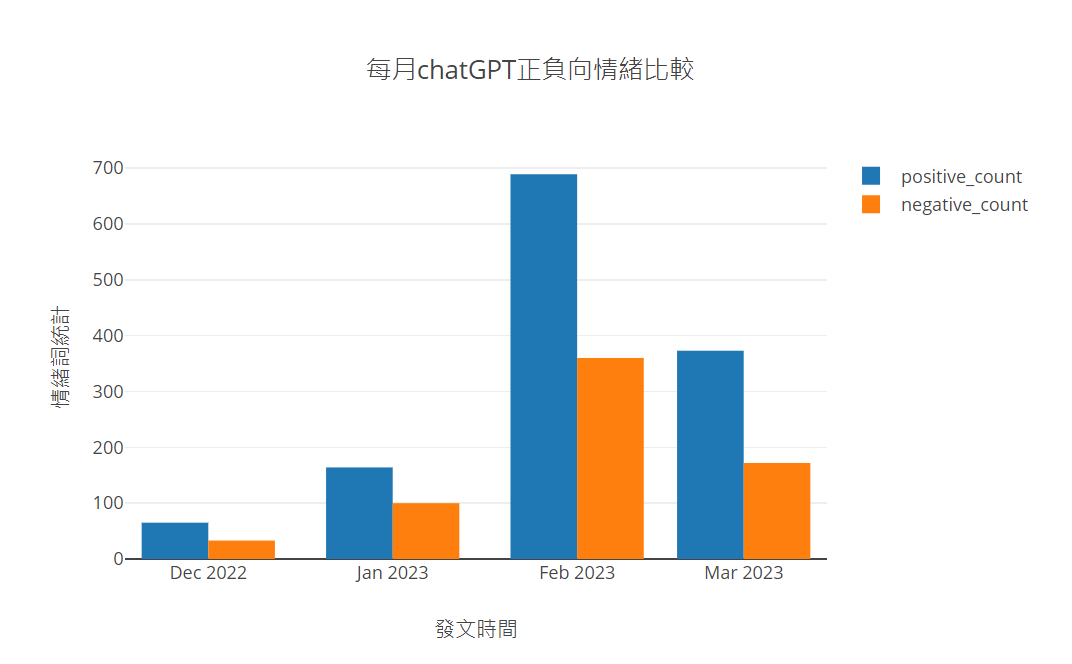 每月chatGPT正負向情緒比較
700
600
500
400
300
200
100
0
情緒詞統計
Dec 2022
Jan 2023
Feb 2023
Mar 2023
發文時間
positive_count
negative_count